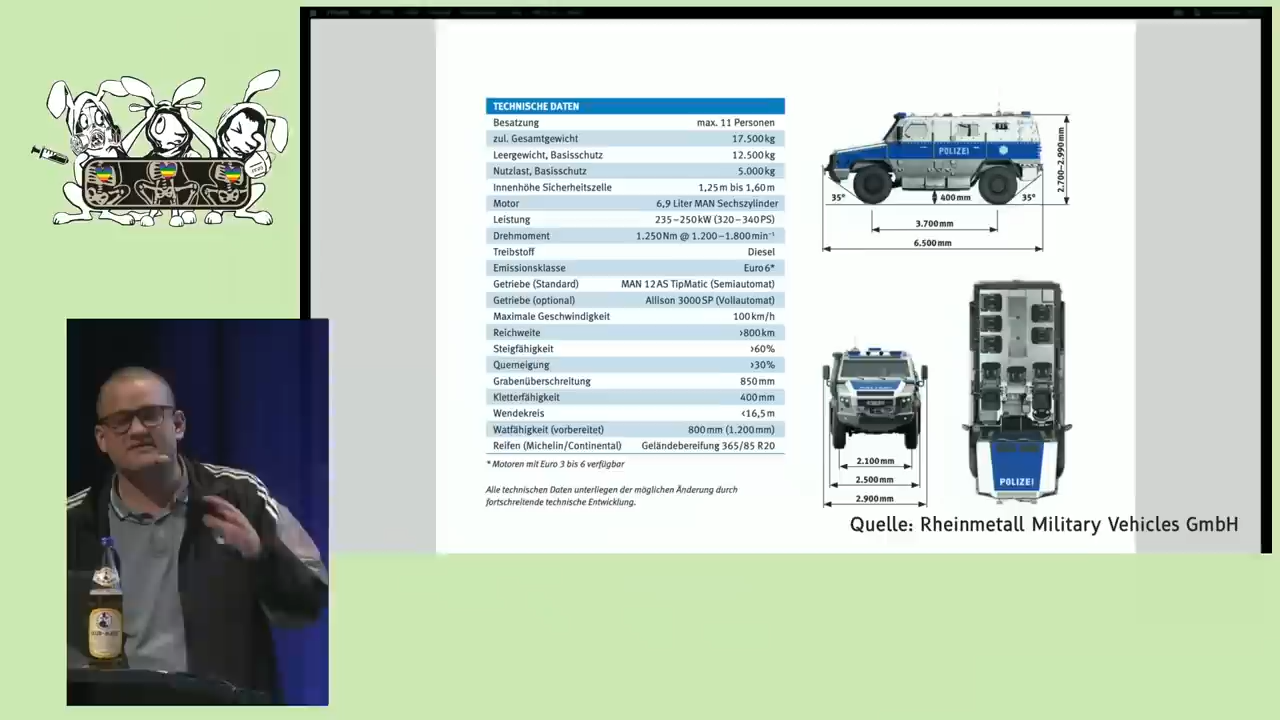 TECHNISCHE DATEN
Besatzung max. 11 Personen
zul. Gesamtgewicht 17.500 kg
Leergewicht, Basisschutz 12.500 kg
Nutzlast, Basisschutz 5.000 kg
Innenhöhe Sicherheitszelle 1,25 m bis 1,60 m
Motor 6,9 Liter MAN Sechszylinder
Leistung 235–250 kW (320–340 PS)
Drehmoment 1.250 Nm @ 1.200–1.800 min⁻¹
Treibstoff Diesel
Emissionsklasse Euro 6*
Getriebe (Standard) MAN 12 AS TipMatic (Semiautomat)
Getriebe (optional) Allison 3000 SP (Vollautomat)
Maximale Geschwindigkeit 100 km/h
Reichweite >800 km
Steigfähigkeit >60%
Querneigung >30%
Grabenüberschreitung 850 mm
Kletterfähigkeit 400 mm
Wendekreis <16,5 m
Watfähigkeit (vorbereitet) 800 mm (1.200 mm)
Reifen (Michelin/Continental) Geländebereifung 365/85 R20
* Motoren mit Euro 3 bis 6 verfügbar
Alle technischen Daten unterliegen der möglichen Änderung durch
fortschreitende technische Entwicklung.
POLIZEI
2.700–2.990 mm
35°
400 mm
35°
3.700 mm
6.500 mm
2.100 mm
2.500 mm
2.900 mm
POLIZEI
Quelle: Rheinmetall Military Vehicles GmbH